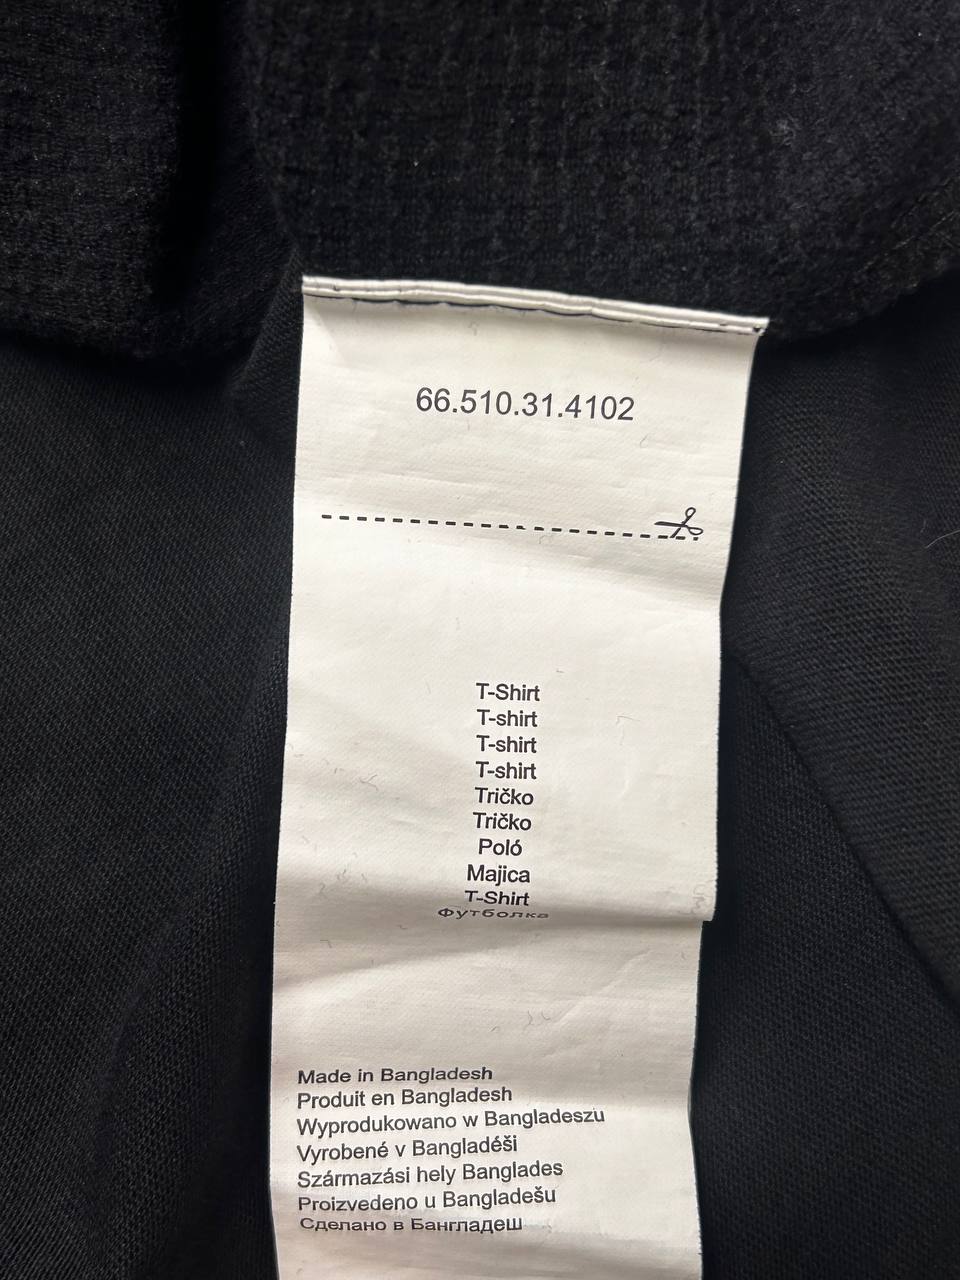 66.510.31.4102
T-Shirt
T-shirt
T-shirt
T-shirt
Tričko
Tričko
Poló
Majica
T-Shirt
Футболка
Made in Bangladesh
Produit en Bangladesh
Wyprodukowano w Bangladeszu
Vyrobené v Bangladéši
Származási hely Banglades
Proizvedeno u Bangladešu
Сделано в Бангладеш